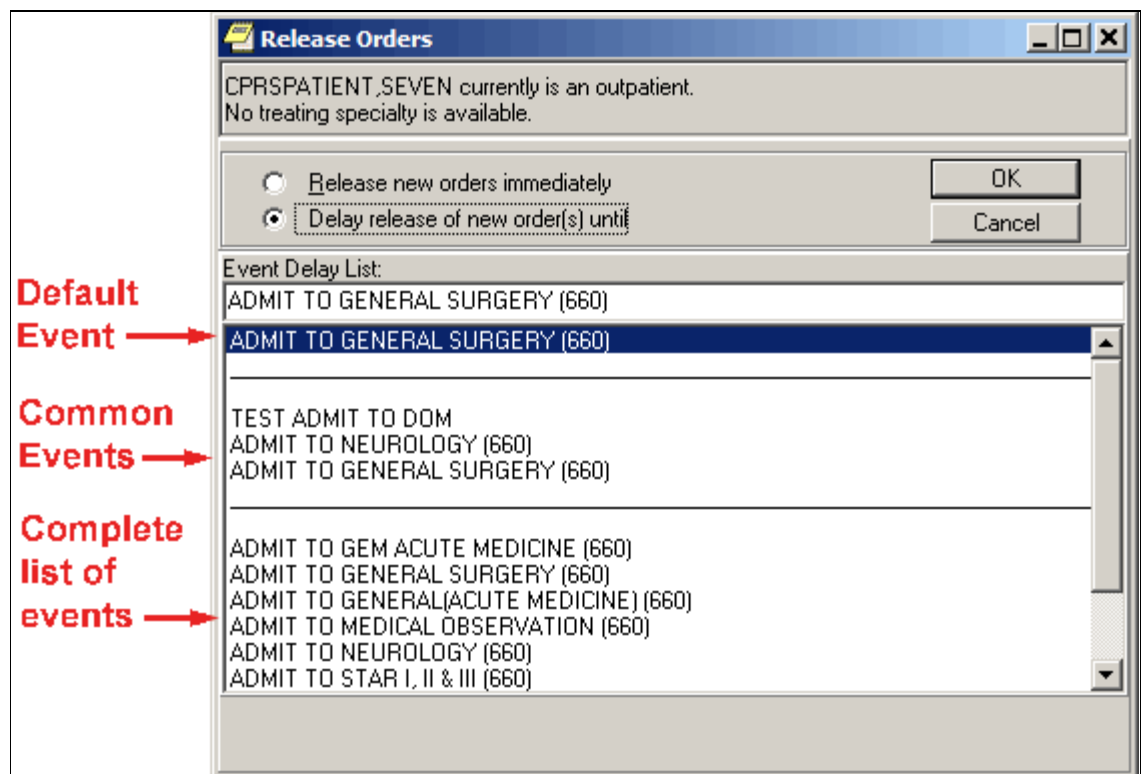 Release Orders
CPRSPATIENT,SEVEN currently is an outpatient.
No treating specialty is available.
Release new orders immediately
OK
Delay release of new order(s) until
Cancel
Event Delay List:
Default
Event
ADMIT TO GENERAL SURGERY (660)
ADMIT TO GENERAL SURGERY (660)
Common
Events
TEST ADMIT TO DOM
ADMIT TO NEUROLOGY (660)
ADMIT TO GENERAL SURGERY (660)
Complete
list of
events
ADMIT TO GEM ACUTE MEDICINE (660)
ADMIT TO GENERAL SURGERY (660)
ADMIT TO GENERAL(ACUTE MEDICINE) (660)
ADMIT TO MEDICAL OBSERVATION (660)
ADMIT TO NEUROLOGY (660)
ADMIT TO STAR I, II & III (660)